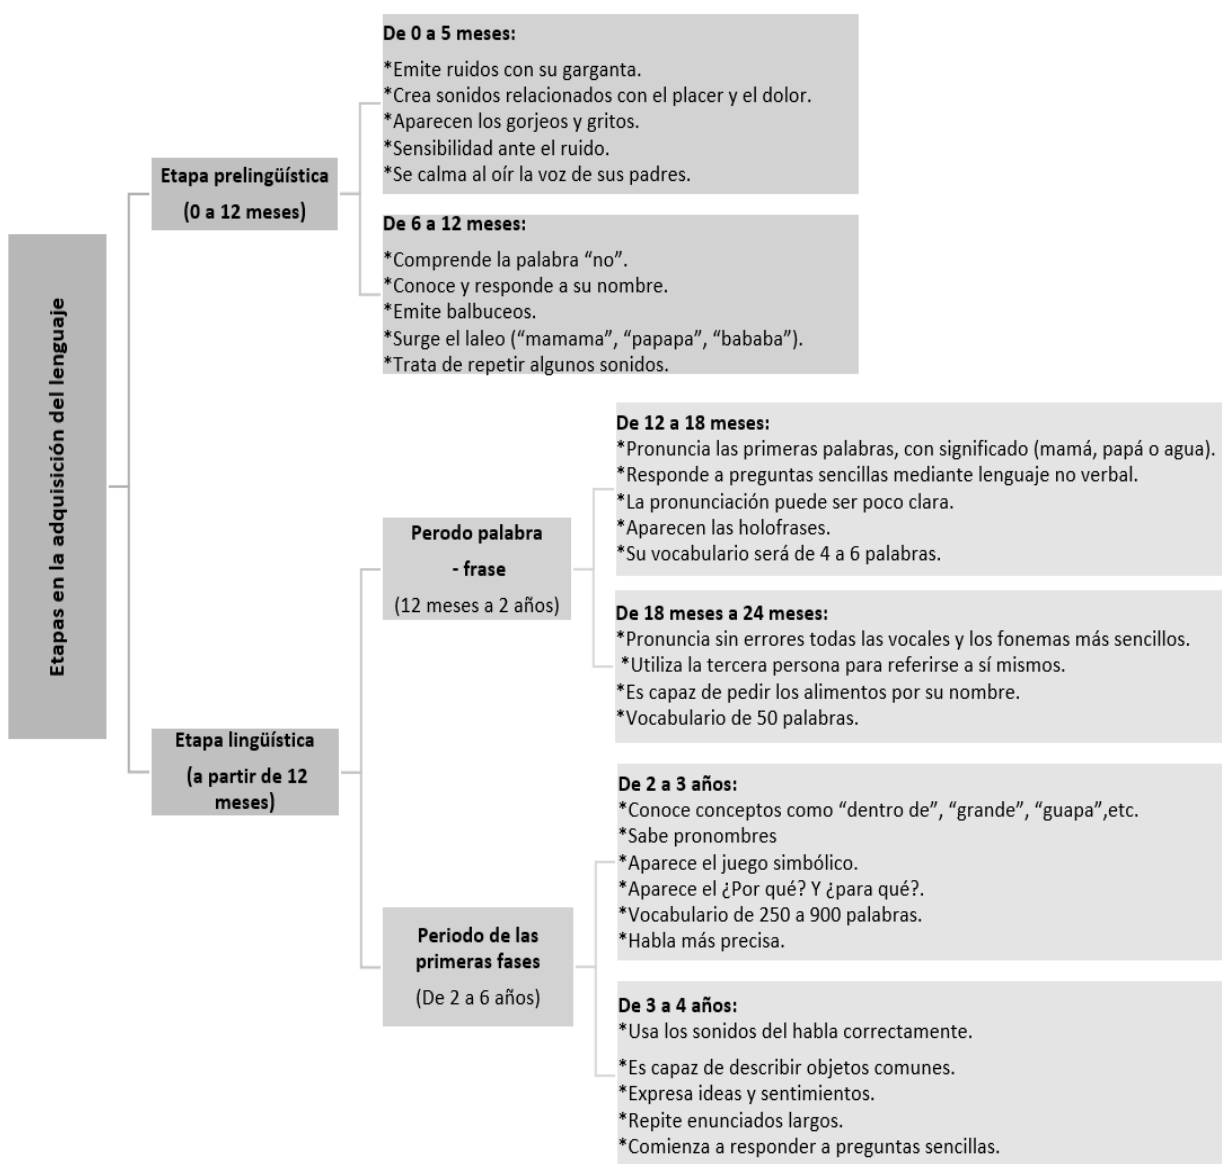 Etapas en la adquisición del lenguaje
Etapa prelingüística
(0 a 12 meses)
De 0 a 5 meses:
*Emite ruidos con su garganta.
*Crea sonidos relacionados con el placer y el dolor.
*Aparecen los gorjeos y gritos.
*Sensibilidad ante el ruido.
*Se calma al oír la voz de sus padres.
De 6 a 12 meses:
*Comprende la palabra “no”.
*Conoce y responde a su nombre.
*Emite balbuceos.
*Surge el laleo (“mamama”, “papapa”, “bababa”).
*Trata de repetir algunos sonidos.
Etapa lingüística
(a partir de 12
meses)
Perodo palabra
- frase
(12 meses a 2 años)
De 12 a 18 meses:
*Pronuncia las primeras palabras, con significado (mamá, papá o agua).
*Responde a preguntas sencillas mediante lenguaje no verbal.
*La pronunciación puede ser poco clara.
*Aparecen las holofrases.
*Su vocabulario será de 4 a 6 palabras.
De 18 meses a 24 meses:
*Pronuncia sin errores todas las vocales y los fonemas más sencillos.
*Utiliza la tercera persona para referirse a sí mismos.
*Es capaz de pedir los alimentos por su nombre.
*Vocabulario de 50 palabras.
Periodo de las
primeras fases
(De 2 a 6 años)
De 2 a 3 años:
*Conoce conceptos como “dentro de”, “grande”, “guapa”,etc.
*Sabe pronombres
*Aparece el juego simbólico.
*Aparece el ¿Por qué? Y ¿para qué?.
*Vocabulario de 250 a 900 palabras.
*Habla más precisa.
De 3 a 4 años:
*Usa los sonidos del habla correctamente.
*Es capaz de describir objetos comunes.
*Expresa ideas y sentimientos.
*Repite enunciados largos.
*Comienza a responder a preguntas sencillas.